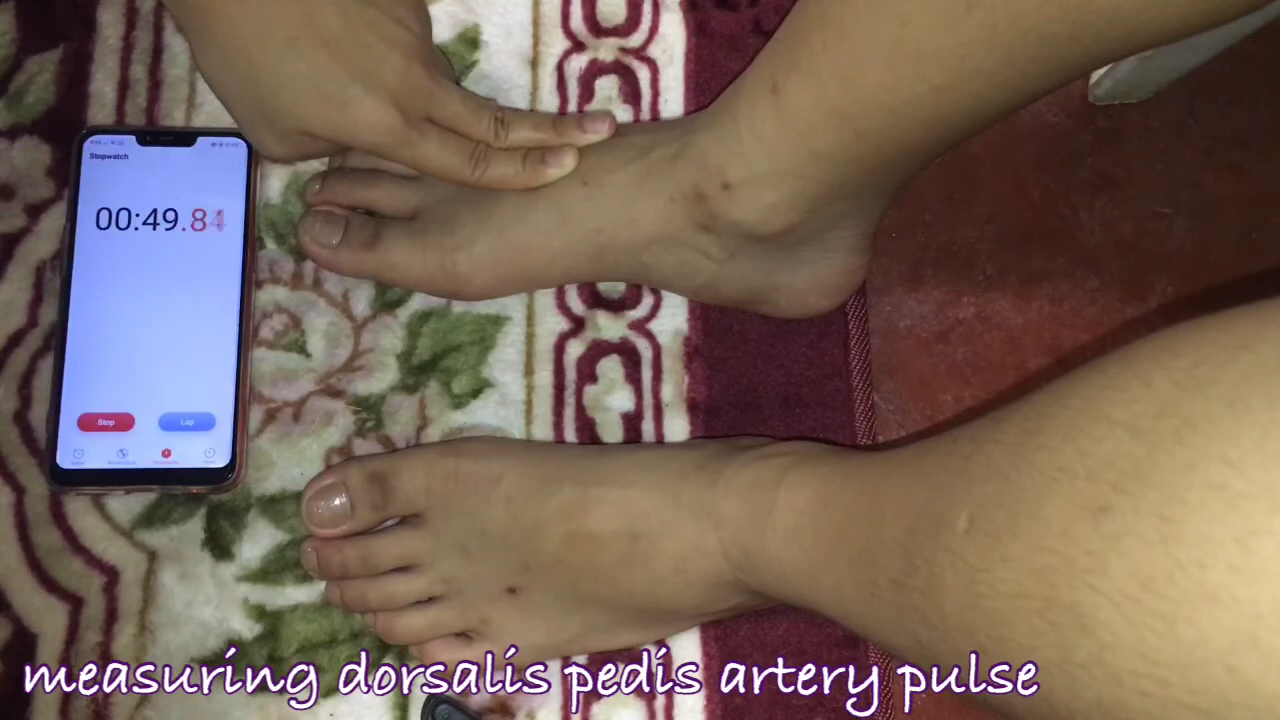 Stopwatch
00:49.84
Stop
Lap
measuring dorsalis pedis artery pulse